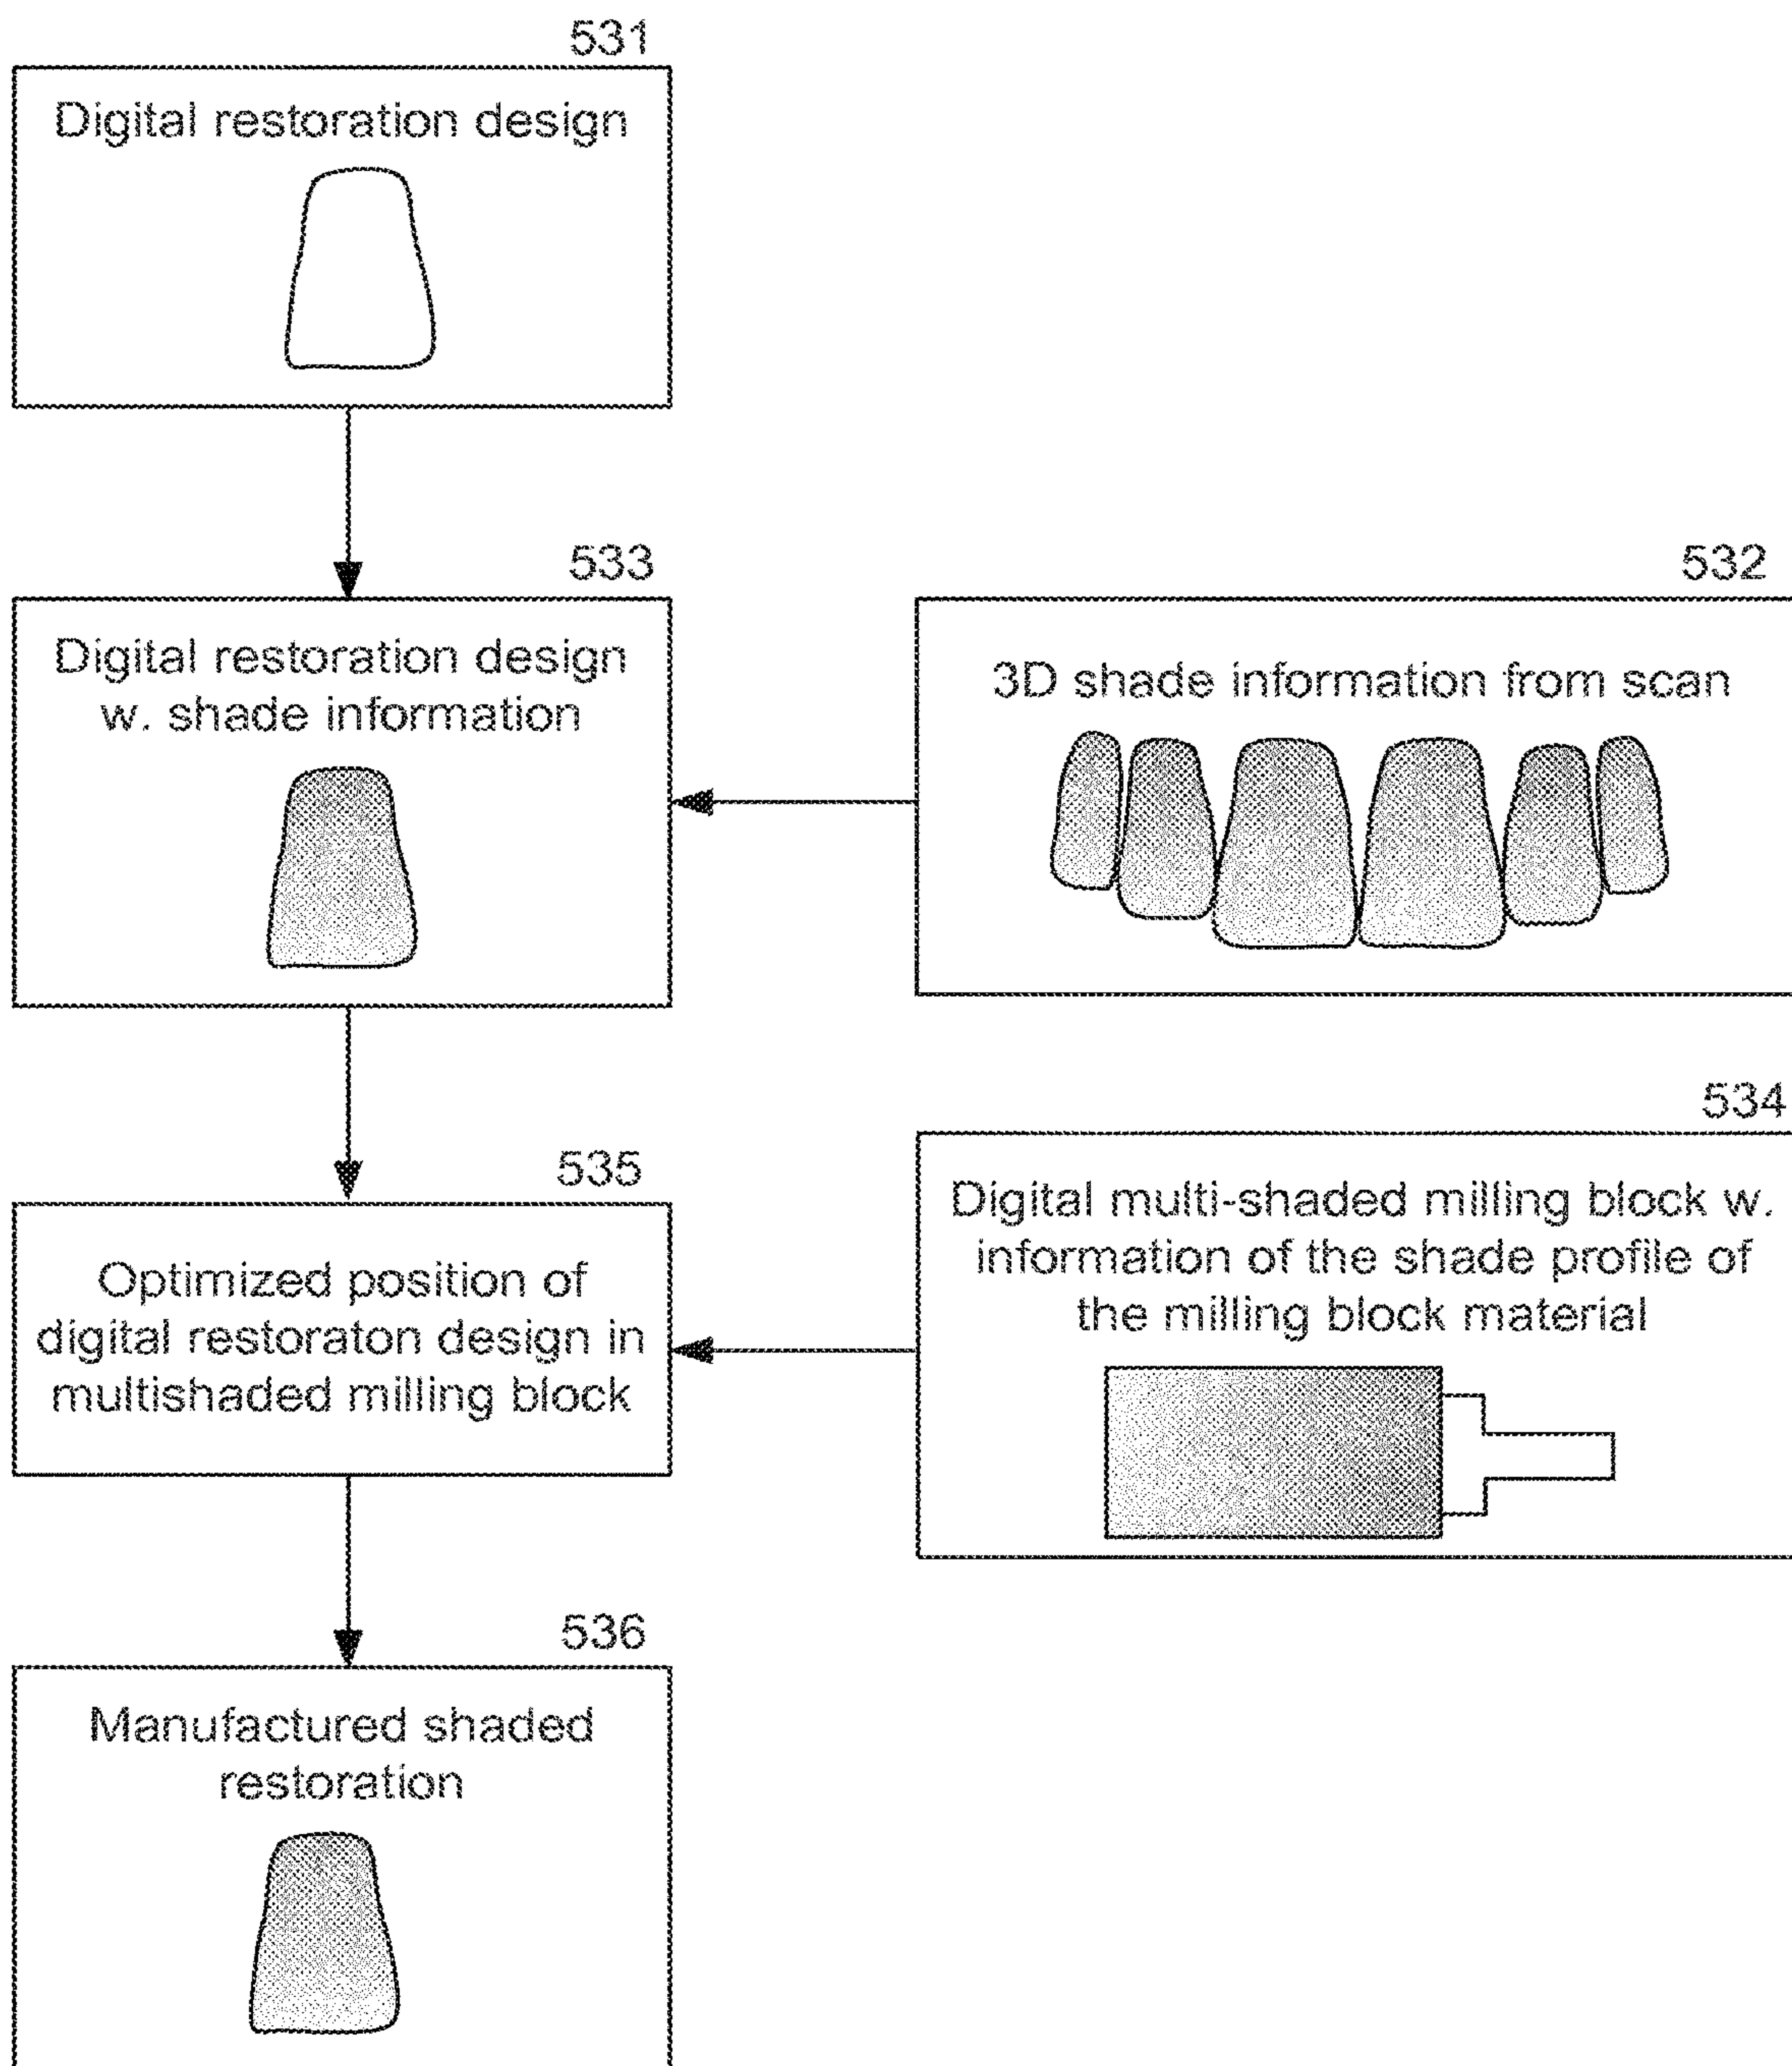 531
Digital restoration design
533
Digital restoration design
w. shade information
532
3D shade information from scan
534
Digital multi-shaded milling block w.
information of the shade profile of
the milling block material
535
Optimized position of
digital restoraton design in
multishaded milling block
536
Manufactured shaded
restoration